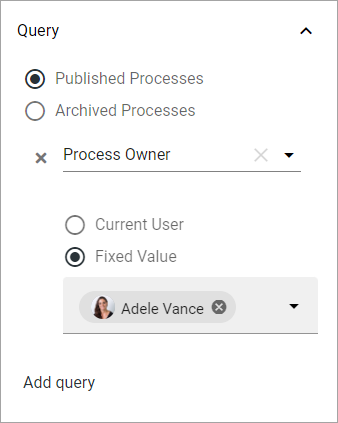 Query
Published Processes
Archived Processes
Process Owner
Current User
Fixed Value
Adele Vance
Add query